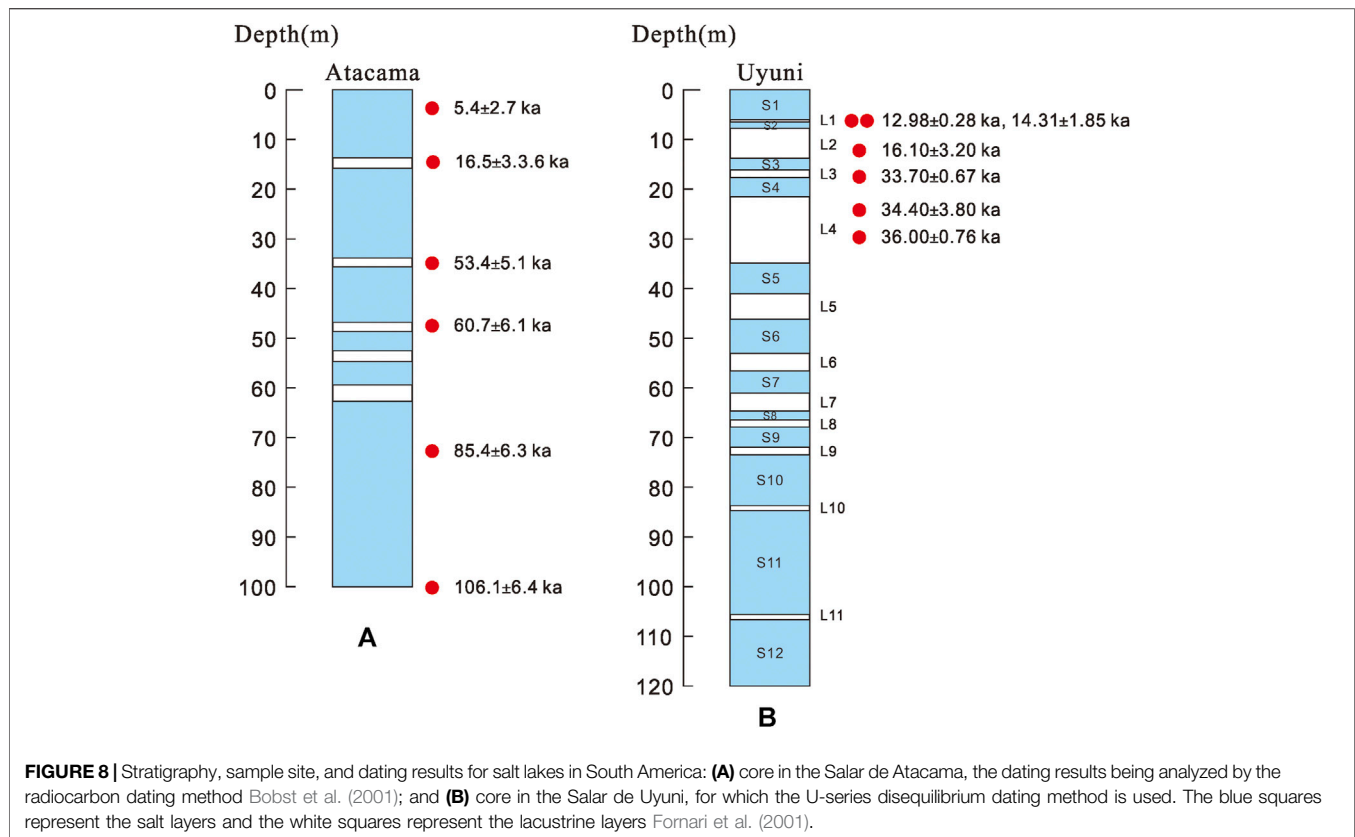 Depth(m)
Atacama
0
10
20
30
40
50
60
70
80
90
100
5.4±2.7 ka
16.5±3.3.6 ka
53.4±5.1 ka
60.7±6.1 ka
85.4±6.3 ka
106.1±6.4 ka
A
Depth(m)
Uyuni
0
10
20
30
40
50
60
70
80
90
100
110
120
S1
S2
S3
S4
S5
S6
S7
S8
S9
S10
S11
S12
L1
L2
L3
L4
L5
L6
L7
L8
L9
L10
L11
12.98±0.28 ka, 14.31±1.85 ka
16.10±3.20 ka
33.70±0.67 ka
34.40±3.80 ka
36.00±0.76 ka
B
FIGURE 8 | Stratigraphy, sample site, and dating results for salt lakes in South America: (A) core in the Salar de Atacama, the dating results being analyzed by the
radiocarbon dating method Bobst et al. (2001); and (B) core in the Salar de Uyuni, for which the U-series disequilibrium dating method is used. The blue squares
represent the salt layers and the white squares represent the lacustrine layers Fornari et al. (2001).